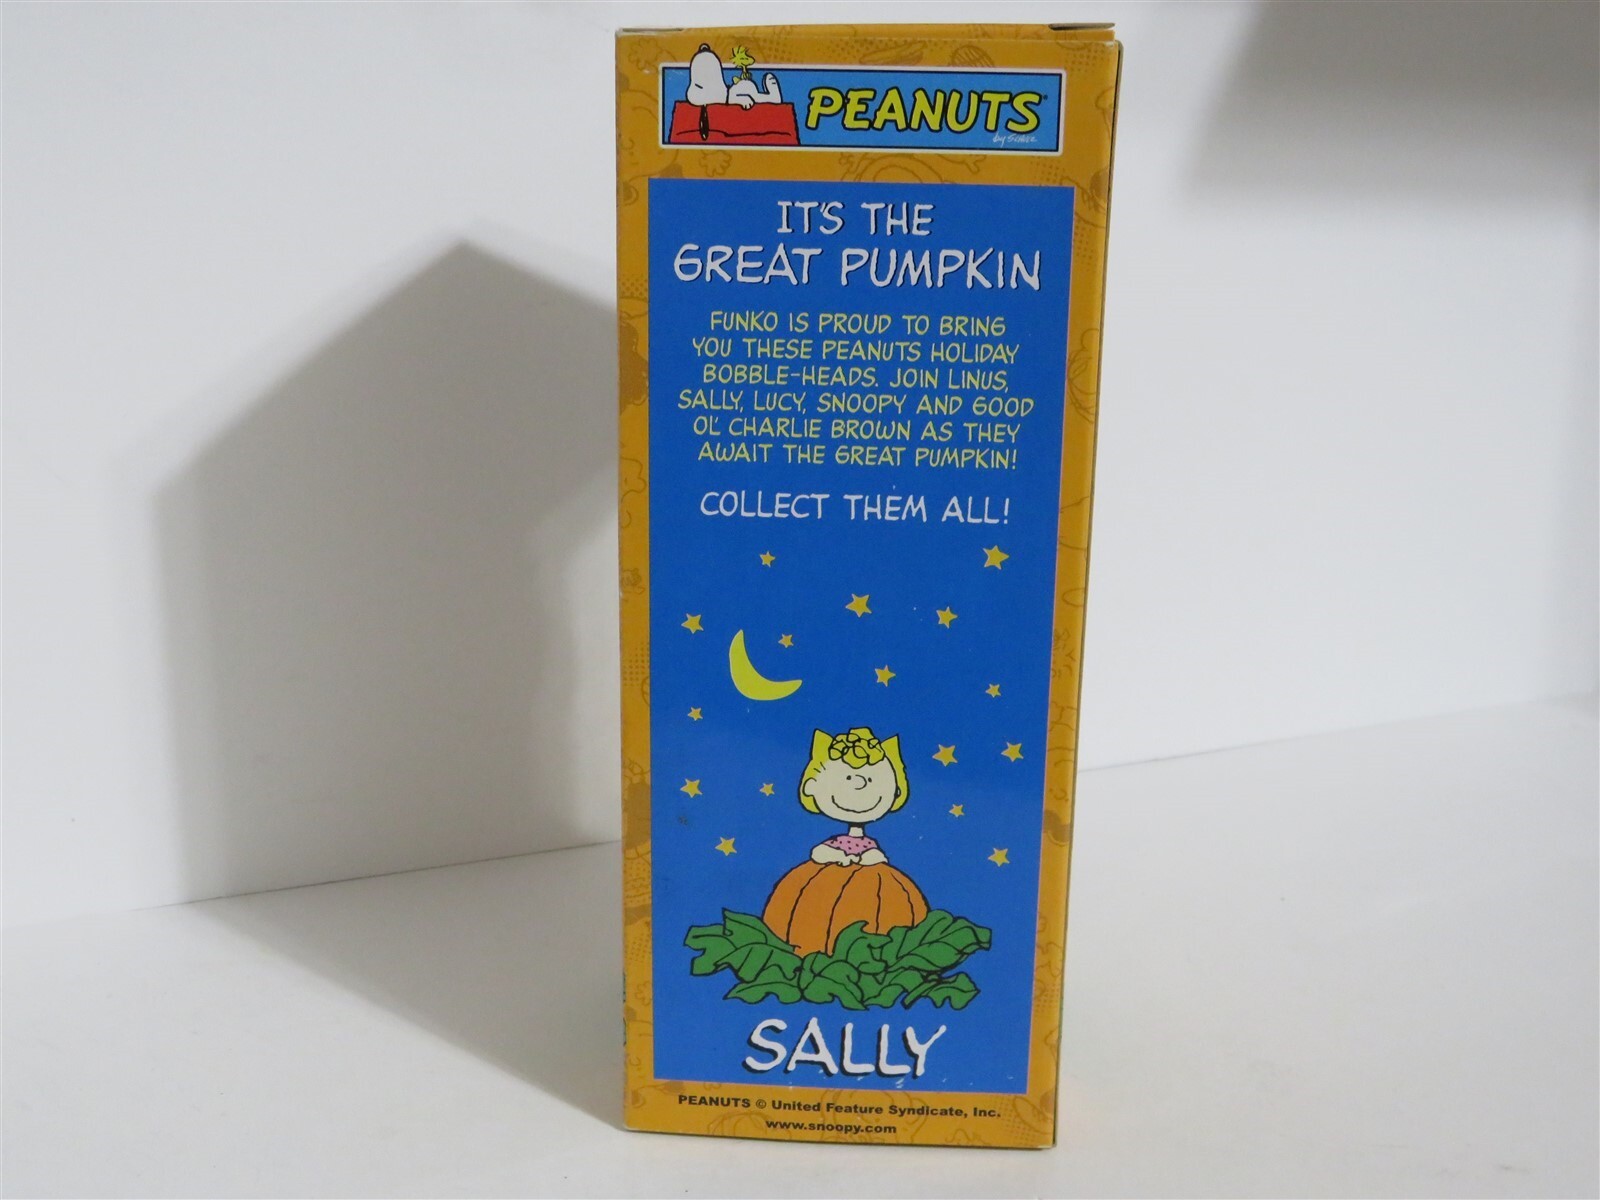 PEANUTS
by Schulz
IT'S THE
GREAT PUMPKIN
FUNKO IS PROUD TO BRING
YOU THESE PEANUTS HOLIDAY
BOBBLE-HEADS. JOIN LINUS,
SALLY, LUCY, SNOOPY AND GOOD
OL' CHARLIE BROWN AS THEY
AWAIT THE GREAT PUMPKIN!
COLLECT THEM ALL!
SALLY
PEANUTS © United Feature Syndicate, Inc.
www.snoopy.com